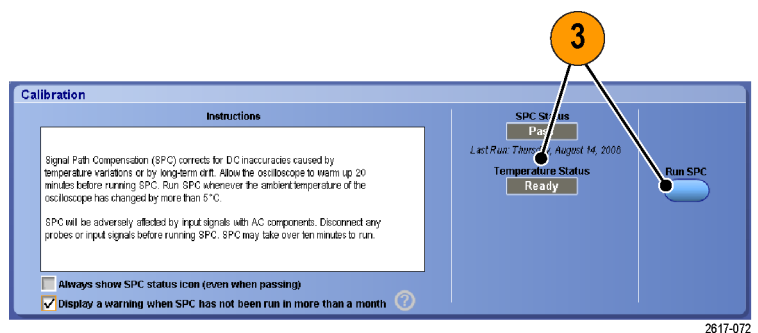 3
Calibration
Instructions
Signal Path Compensation (SPC) corrects for DC inaccuracies caused by
temperature variations or by long-term drift. Allow the oscilloscope to warm up 20
minutes before running SPC. Run SPC whenever the ambient temperature of the
oscilloscope has changed by more than 5°C.
SPC will be adversely affected by input signals with AC components. Disconnect any
probes or input signals before running SPC. SPC may take over ten minutes to run.
Always show SPC status icon (even when passing)
Display a warning when SPC has not been run in more than a month ?
SPC Status
Pass
Last Run: Thursday, August 14, 2008
Temperature Status
Ready
Run SPC
2617-072